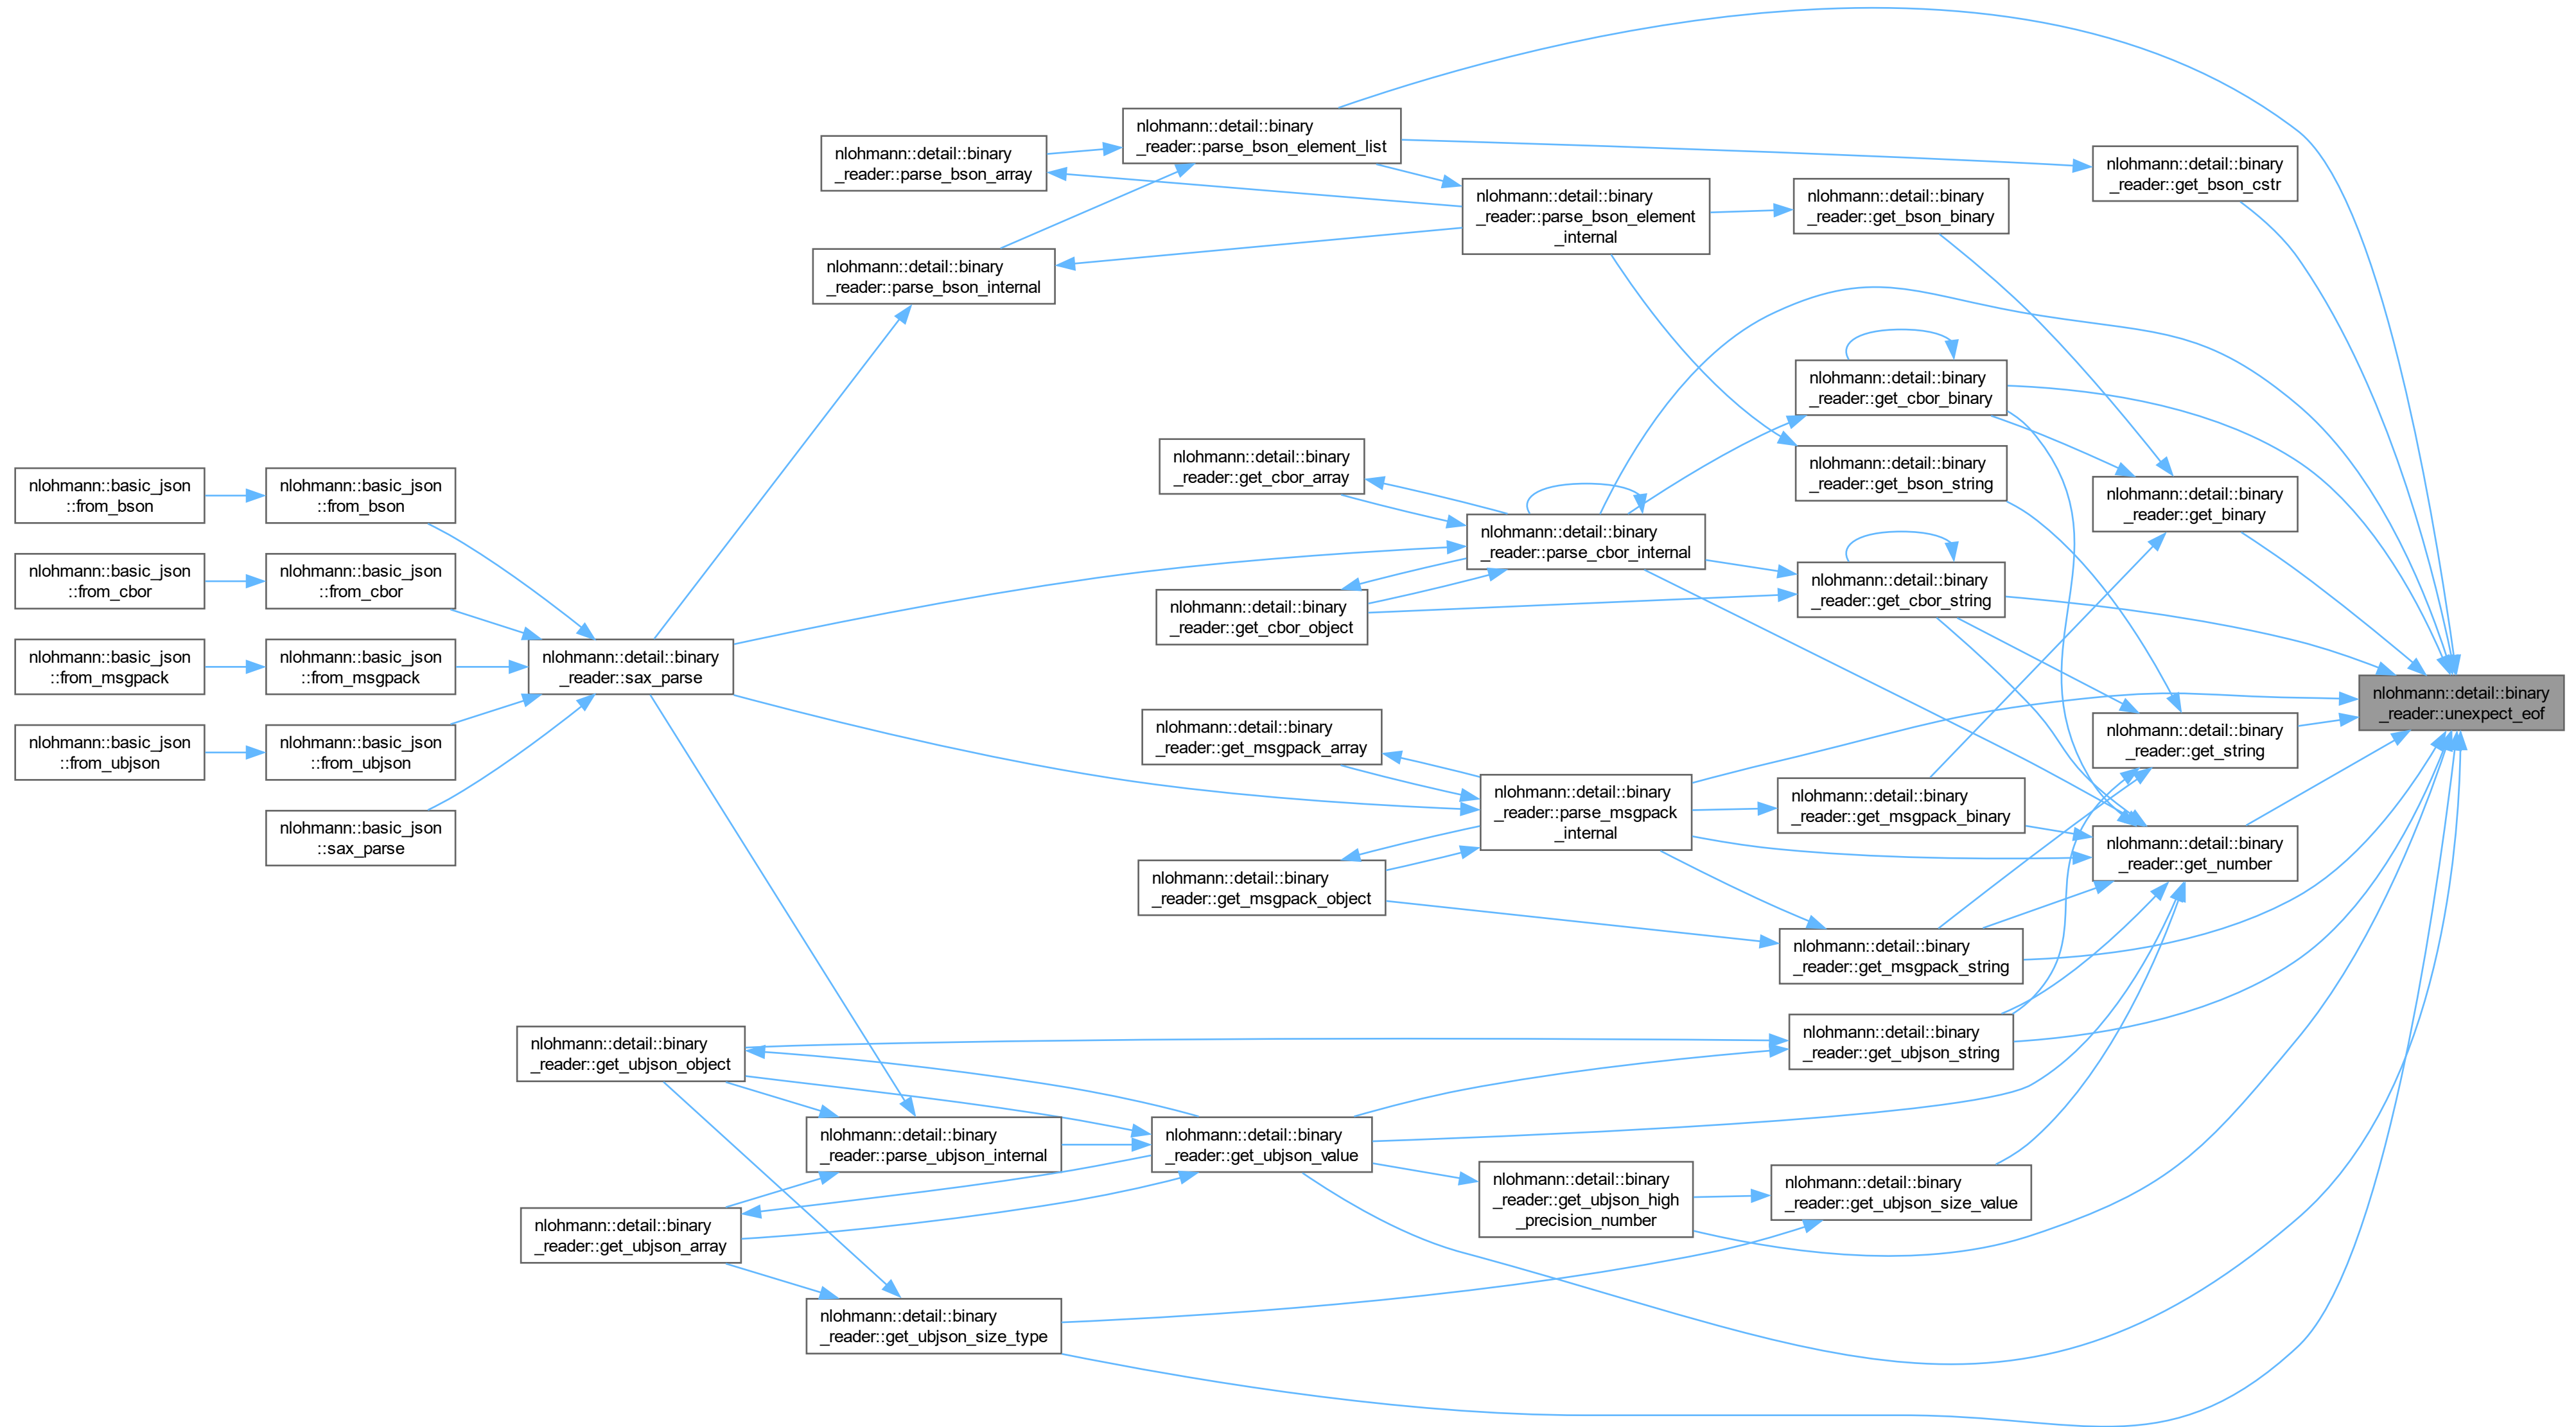 nlohmann::detail::binary
_reader::parse_bson_element_list
nlohmann::detail::binary
_reader::parse_bson_array
nlohmann::detail::binary
_reader::get_bson_cstr
nlohmann::detail::binary
_reader::parse_bson_element
_internal
nlohmann::detail::binary
_reader::get_bson_binary
nlohmann::detail::binary
_reader::parse_bson_internal
nlohmann::detail::binary
_reader::get_cbor_binary
nlohmann::detail::binary
_reader::get_cbor_array
nlohmann::detail::binary
_reader::get_bson_string
nlohmann::basic_json
::from_bson
nlohmann::basic_json
::from_bson
nlohmann::detail::binary
_reader::get_binary
nlohmann::detail::binary
_reader::parse_cbor_internal
nlohmann::basic_json
::from_cbor
nlohmann::basic_json
::from_cbor
nlohmann::detail::binary
_reader::get_cbor_string
nlohmann::detail::binary
_reader::get_cbor_object
nlohmann::basic_json
::from_msgpack
nlohmann::basic_json
::from_msgpack
nlohmann::detail::binary
_reader::sax_parse
nlohmann::detail::binary
_reader::unexpect_eof
nlohmann::detail::binary
_reader::get_msgpack_array
nlohmann::detail::binary
_reader::get_string
nlohmann::basic_json
::from_ubjson
nlohmann::basic_json
::from_ubjson
nlohmann::detail::binary
_reader::parse_msgpack
_internal
nlohmann::detail::binary
_reader::get_msgpack_binary
nlohmann::basic_json
::sax_parse
nlohmann::detail::binary
_reader::get_number
nlohmann::detail::binary
_reader::get_msgpack_object
nlohmann::detail::binary
_reader::get_msgpack_string
nlohmann::detail::binary
_reader::get_ubjson_string
nlohmann::detail::binary
_reader::get_ubjson_object
nlohmann::detail::binary
_reader::parse_ubjson_internal
nlohmann::detail::binary
_reader::get_ubjson_value
nlohmann::detail::binary
_reader::get_ubjson_high
_precision_number
nlohmann::detail::binary
_reader::get_ubjson_size_value
nlohmann::detail::binary
_reader::get_ubjson_array
nlohmann::detail::binary
_reader::get_ubjson_size_type